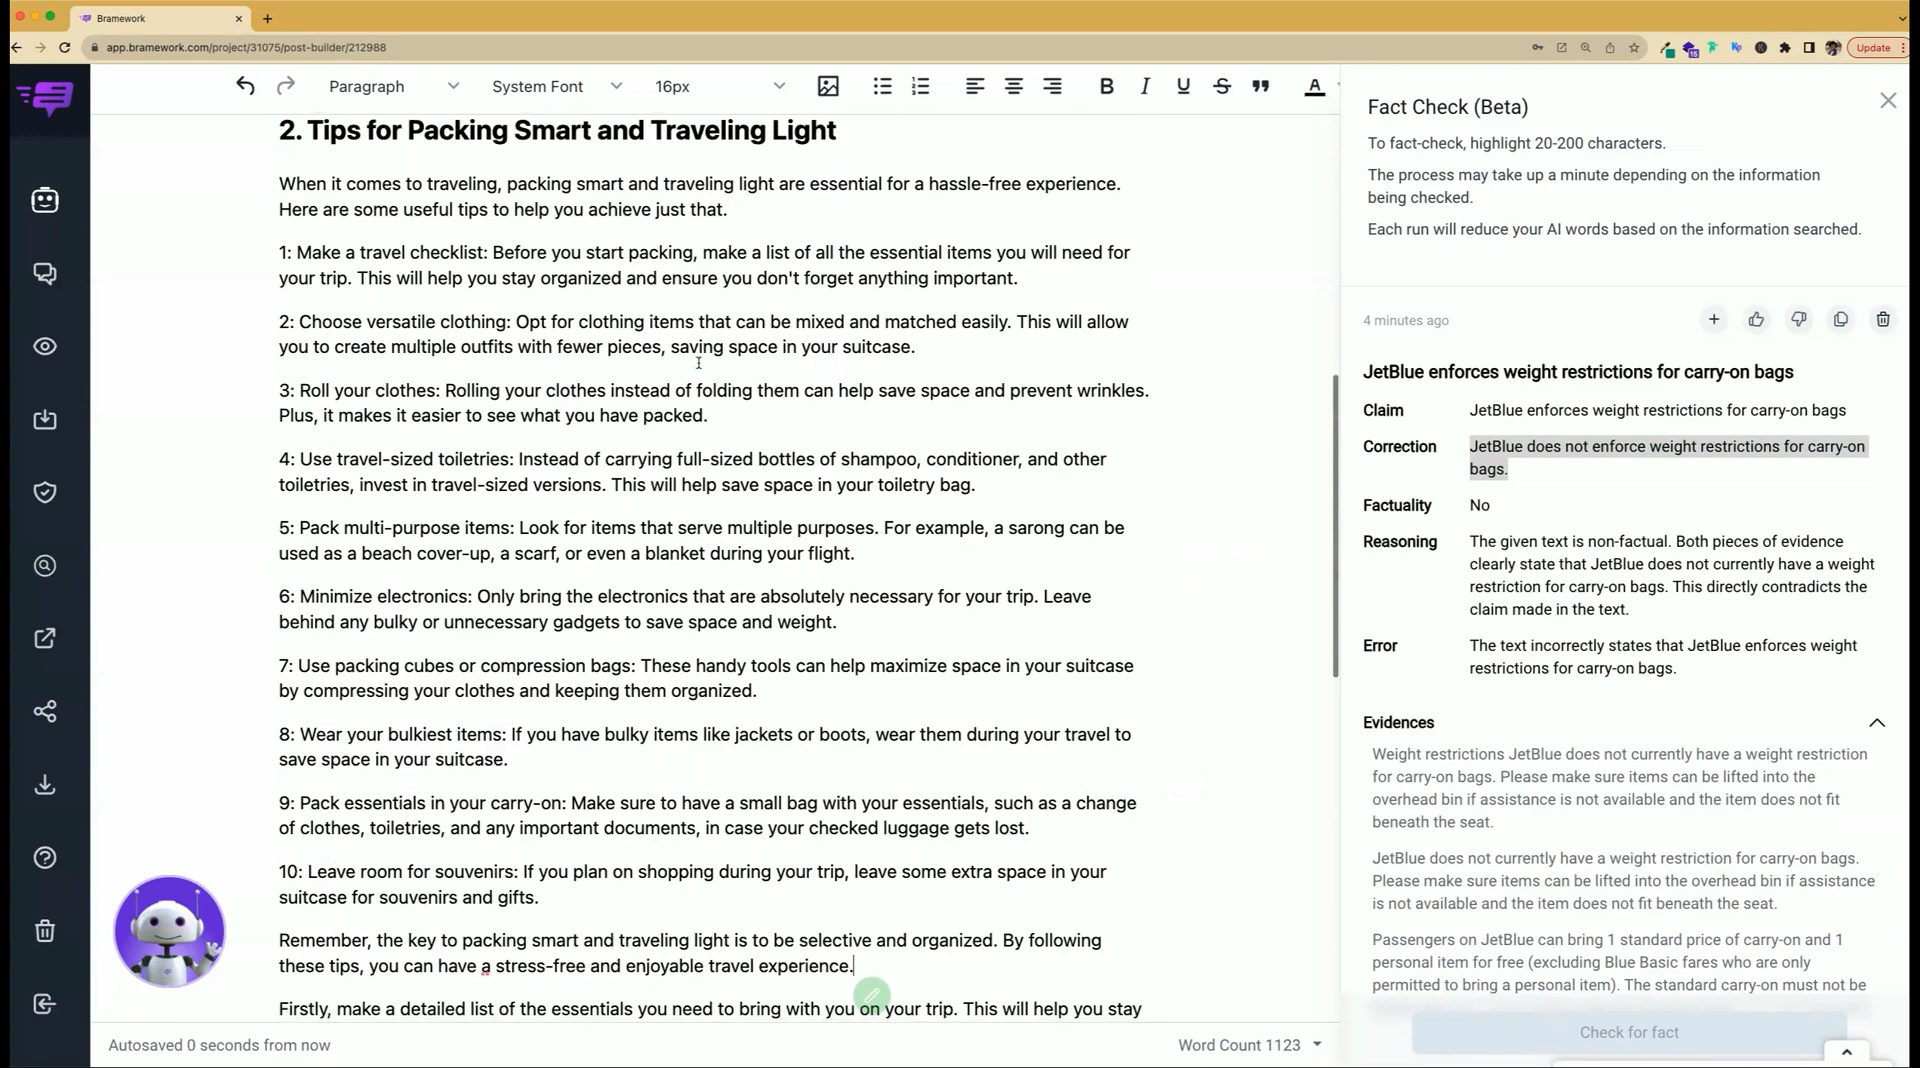 Bramework
app.bramework.com/project/31075/post-builder/212988
Update
Paragraph
System Font
16px
B
I
U
S
A
2. Tips for Packing Smart and Traveling Light
When it comes to traveling, packing smart and traveling light are essential for a hassle-free experience.
Here are some useful tips to help you achieve just that.
1: Make a travel checklist: Before you start packing, make a list of all the essential items you will need for
your trip. This will help you stay organized and ensure you don't forget anything important.
2: Choose versatile clothing: Opt for clothing items that can be mixed and matched easily. This will allow
you to create multiple outfits with fewer pieces, saving space in your suitcase.
3: Roll your clothes: Rolling your clothes instead of folding them can help save space and prevent wrinkles.
Plus, it makes it easier to see what you have packed.
4: Use travel-sized toiletries: Instead of carrying full-sized bottles of shampoo, conditioner, and other
toiletries, invest in travel-sized versions. This will help save space in your toiletry bag.
5: Pack multi-purpose items: Look for items that serve multiple purposes. For example, a sarong can be
used as a beach cover-up, a scarf, or even a blanket during your flight.
6: Minimize electronics: Only bring the electronics that are absolutely necessary for your trip. Leave
behind any bulky or unnecessary gadgets to save space and weight.
7: Use packing cubes or compression bags: These handy tools can help maximize space in your suitcase
by compressing your clothes and keeping them organized.
8: Wear your bulkiest items: If you have bulky items like jackets or boots, wear them during your travel to
save space in your suitcase.
9: Pack essentials in your carry-on: Make sure to have a small bag with your essentials, such as a change
of clothes, toiletries, and any important documents, in case your checked luggage gets lost.
10: Leave room for souvenirs: If you plan on shopping during your trip, leave some extra space in your
suitcase for souvenirs and gifts.
Remember, the key to packing smart and traveling light is to be selective and organized. By following
these tips, you can have a stress-free and enjoyable travel experience.
Firstly, make a detailed list of the essentials you need to bring with you on your trip. This will help you stay
Autosaved 0 seconds from now
Word Count 1123
Fact Check (Beta)
To fact-check, highlight 20-200 characters.
The process may take up a minute depending on the information
being checked.
Each run will reduce your AI words based on the information searched.
4 minutes ago
JetBlue enforces weight restrictions for carry-on bags
Claim
JetBlue enforces weight restrictions for carry-on bags
Correction
JetBlue does not enforce weight restrictions for carry-on
bags.
Factuality
No
Reasoning
The given text is non-factual. Both pieces of evidence
clearly state that JetBlue does not currently have a weight
restriction for carry-on bags. This directly contradicts the
claim made in the text.
Error
The text incorrectly states that JetBlue enforces weight
restrictions for carry-on bags.
Evidences
Weight restrictions JetBlue does not currently have a weight restriction
for carry-on bags. Please make sure items can be lifted into the
overhead bin if assistance is not available and the item does not fit
beneath the seat.
JetBlue does not currently have a weight restriction for carry-on bags.
Please make sure items can be lifted into the overhead bin if assistance
is not available and the item does not fit beneath the seat.
Passengers on JetBlue can bring 1 standard price of carry-on and 1
personal item for free (excluding Blue Basic fares who are only
permitted to bring a personal item). The standard carry-on must not be
Check for fact